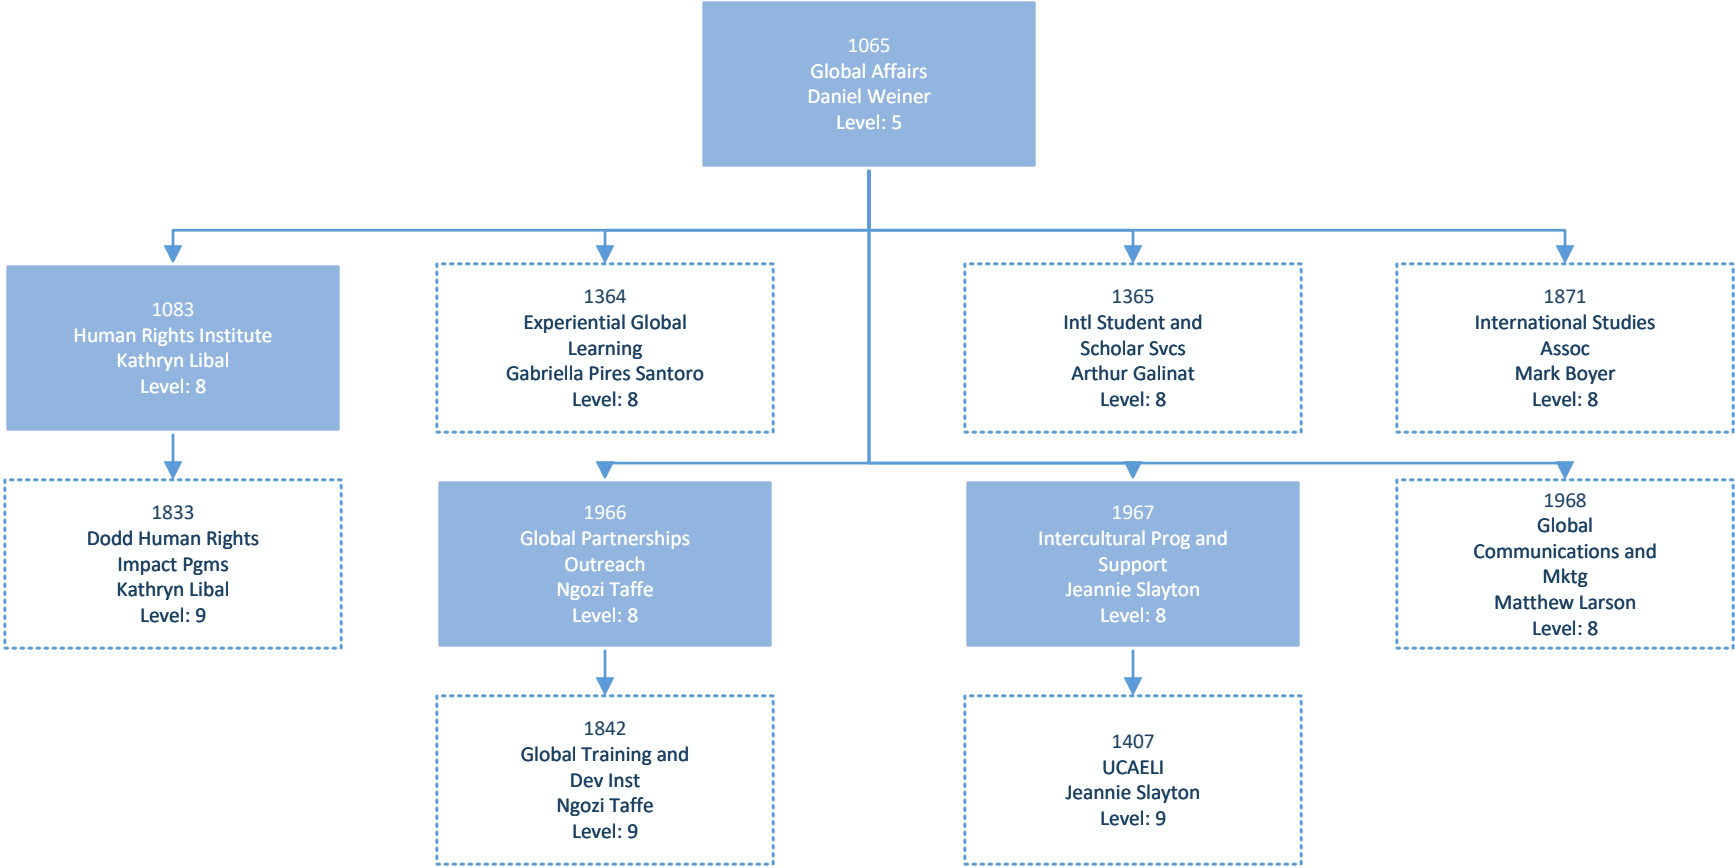 1065
Global Affairs
Daniel Weiner
Level: 5
1083
Human Rights Institute
Kathryn Libal
Level: 8
1364
Experiential Global
Learning
Gabriella Pires Santoro
Level: 8
1365
Intl Student and
Scholar Svcs
Arthur Galinat
Level: 8
1871
International Studies
Assoc
Mark Boyer
Level: 8
1833
Dodd Human Rights
Impact Pgms
Kathryn Libal
Level: 9
1966
Global Partnerships
Outreach
Ngozi Taffe
Level: 8
1967
Intercultural Prog and
Support
Jeannie Slayton
Level: 8
1968
Global
Communications and
Mktg
Matthew Larson
Level: 8
1842
Global Training and
Dev Inst
Ngozi Taffe
Level: 9
1407
UCAELI
Jeannie Slayton
Level: 9